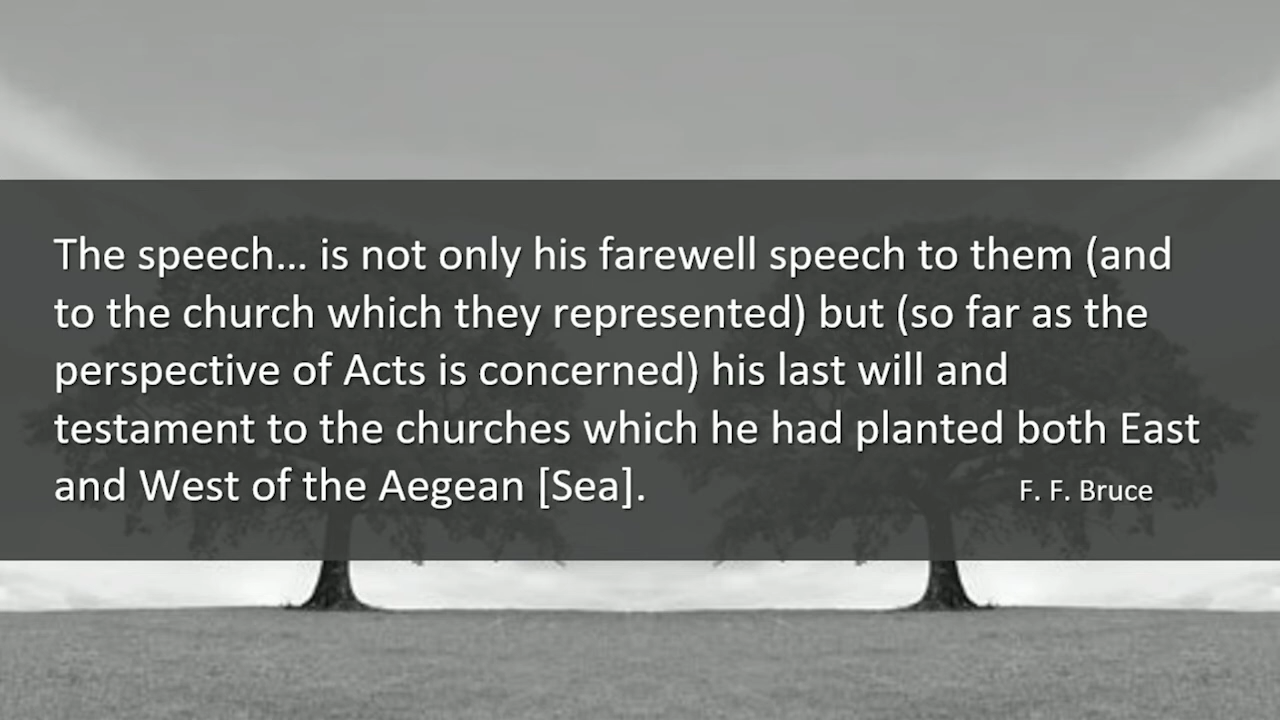 The speech... is not only his farewell speech to them (and
to the church which they represented) but (so far as the
perspective of Acts is concerned) his last will and
testament to the churches which he had planted both East
and West of the Aegean [Sea].
F. F. Bruce